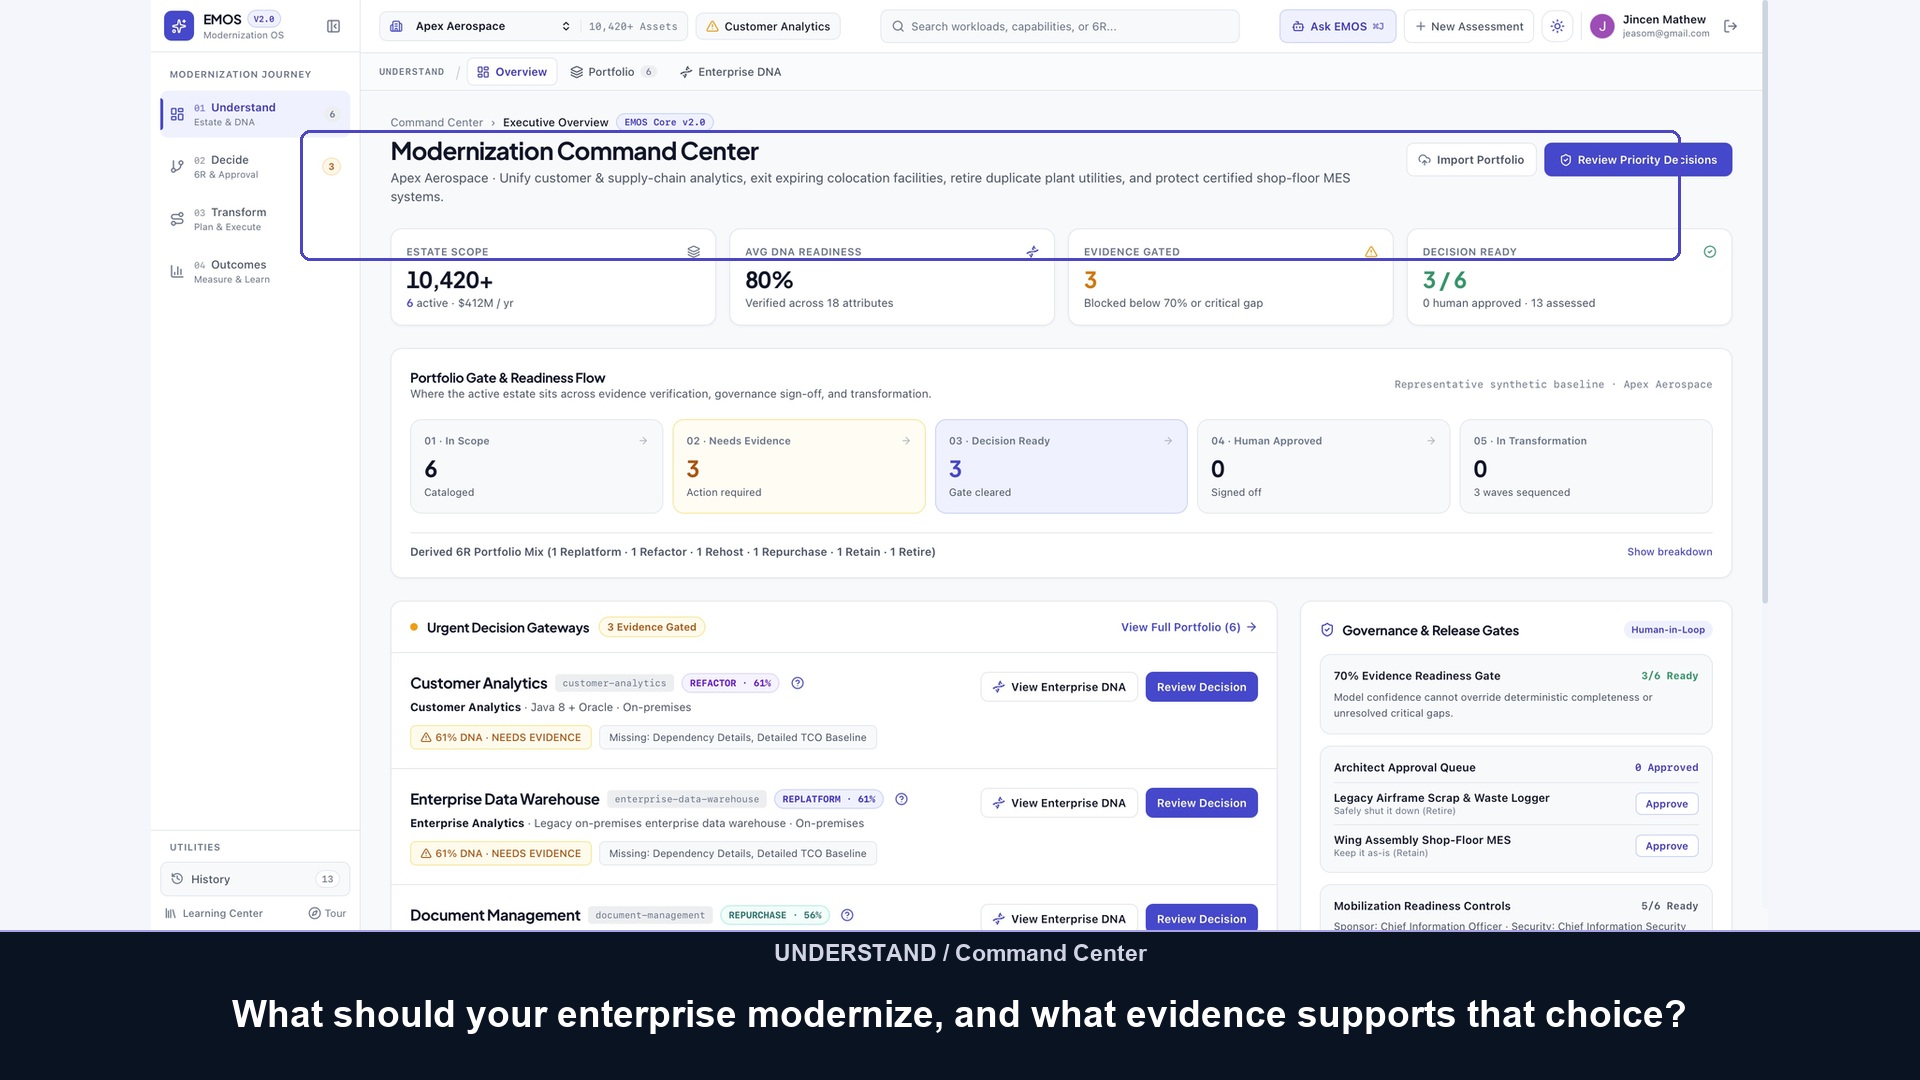 EMOS V2.0
Modernization OS
Apex Aerospace
10,420+ Assets
Customer Analytics
Search workloads, capabilities, or 6R...
Ask EMOS ⌘J
+ New Assessment
J
Jincen Mathew
jeasom@gmail.com
MODERNIZATION JOURNEY
01 Understand
Estate & DNA
6
02 Decide
6R & Approval
3
03 Transform
Plan & Execute
04 Outcomes
Measure & Learn
UTILITIES
History
13
Learning Center
Tour
UNDERSTAND / Overview
Portfolio 6
Enterprise DNA
Command Center › Executive Overview EMOS Core v2.0
Modernization Command Center
Apex Aerospace · Unify customer & supply-chain analytics, exit expiring colocation facilities, retire duplicate plant utilities, and protect certified shop-floor MES
systems.
Import Portfolio
Review Priority Decisions
ESTATE SCOPE
10,420+
6 active · $412M / yr
AVG DNA READINESS
80%
Verified across 18 attributes
EVIDENCE GATED
3
Blocked below 70% or critical gap
DECISION READY
3 / 6
0 human approved · 13 assessed
Portfolio Gate & Readiness Flow
Where the active estate sits across evidence verification, governance sign-off, and transformation.
Representative synthetic baseline · Apex Aerospace
01 · In Scope →
6
Cataloged
02 · Needs Evidence →
3
Action required
03 · Decision Ready →
3
Gate cleared
04 · Human Approved →
0
Signed off
05 · In Transformation
0
3 waves sequenced
Derived 6R Portfolio Mix (1 Replatform · 1 Refactor · 1 Rehost · 1 Repurchase · 1 Retain · 1 Retire)
Show breakdown
Urgent Decision Gateways 3 Evidence Gated
View Full Portfolio (6) →
Customer Analytics customer-analytics REFACTOR · 61%
Customer Analytics · Java 8 + Oracle · On-premises
61% DNA · NEEDS EVIDENCE
Missing: Dependency Details, Detailed TCO Baseline
View Enterprise DNA
Review Decision
Enterprise Data Warehouse enterprise-data-warehouse REPLATFORM · 61%
Enterprise Analytics · Legacy on-premises enterprise data warehouse · On-premises
61% DNA · NEEDS EVIDENCE
Missing: Dependency Details, Detailed TCO Baseline
View Enterprise DNA
Review Decision
Document Management document-management REPURCHASE · 56%
View Enterprise DNA
Review Decision
Governance & Release Gates
Human-in-Loop
70% Evidence Readiness Gate
3/6 Ready
Model confidence cannot override deterministic completeness or
unresolved critical gaps.
Architect Approval Queue
0 Approved
Legacy Airframe Scrap & Waste Logger
Safely shut it down (Retire)
Approve
Wing Assembly Shop-Floor MES
Keep it as-is (Retain)
Approve
Mobilization Readiness Controls
5/6 Ready
Sponsor: Chief Information Officer · Security: Chief Information Security
UNDERSTAND / Command Center
What should your enterprise modernize, and what evidence supports that choice?